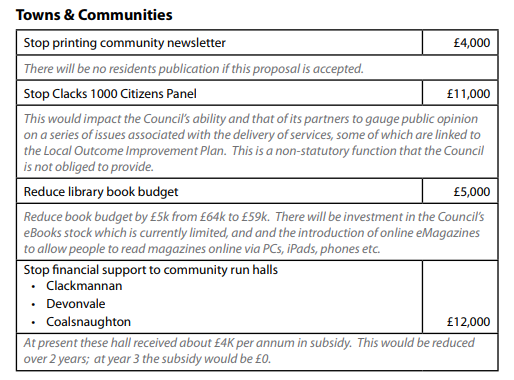 Towns & Communities
Stop printing community newsletter £4,000
There will be no residents publication if this proposal is accepted.
Stop Clacks 1000 Citizens Panel £11,000
This would impact the Council's ability and that of its partners to gauge public opinion
on a series of issues associated with the delivery of services, some of which are linked to
the Local Outcome Improvement Plan. This is a non-statutory function that the Council
is not obliged to provide.
Reduce library book budget £5,000
Reduce book budget by £5k from £64k to £59k. There will be investment in the Council's
eBooks stock which is currently limited, and and the introduction of online eMagazines
to allow people to read magazines online via PCs, iPads, phones etc.
Stop financial support to community run halls
• Clackmannan
• Devonvale
• Coalsnaughton £12,000
At present these hall received about £4K per annum in subsidy. This would be reduced
over 2 years; at year 3 the subsidy would be £0.